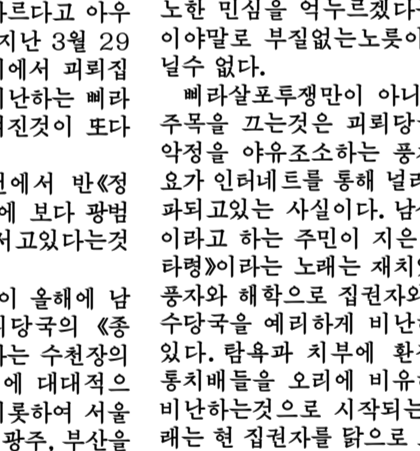 르다고 아우
지난 3월 29
에서 괴뢰집
난하는 삐라
진것이 또다
에서 반《정
에 보다 광범
서고있다는것
이 올해에 남
당국의 《종
는 수천장의
에 대대적으
롯하여 서울
광주, 부산을
노한 민심을 억누르겠다
이야말로 부질없는노릇이
닐수 없다.
삐라살포투쟁만이 아니
주목을 끄는것은 괴뢰당
악정을 야유조소하는 풍
요가 인터네트를 통해 널리
파되고있는 사실이다. 남
이라고 하는 주민이 지은
타령》이라는 노래는 재치
풍자와 해학으로 집권자와
수당국을 예리하게 비난
있다. 탐욕과 치부에 환
통치배들을 오리에 비유
비난하는것으로 시작되는
래는 현 집권자를 닭으로